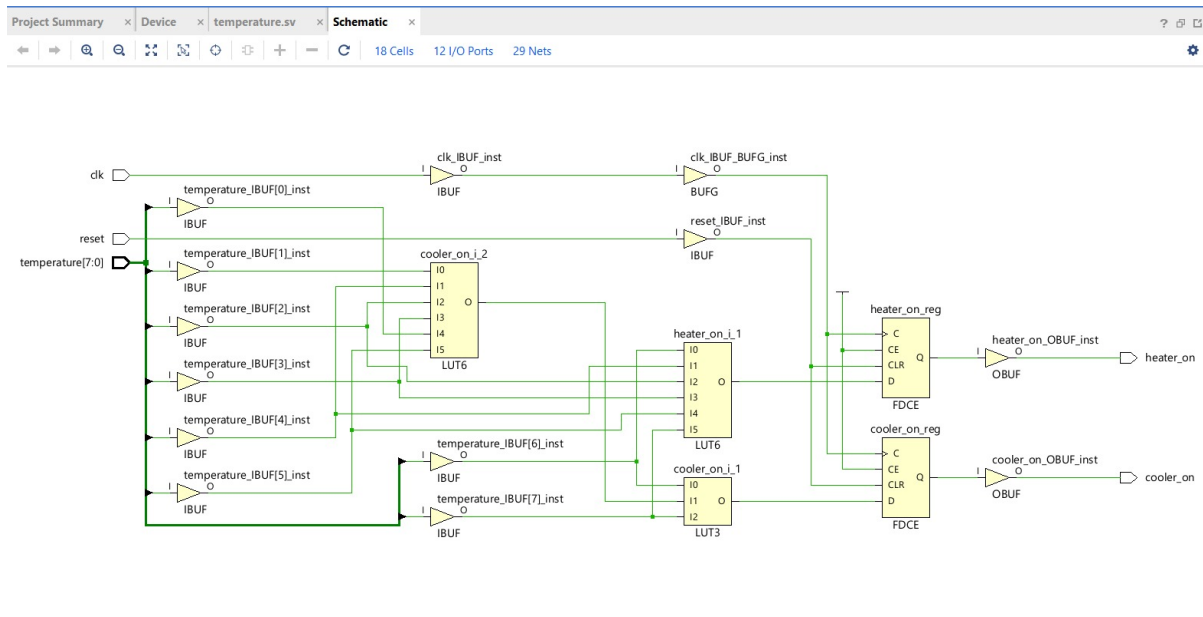 Project Summary × Device × temperature.sv × Schematic × ?
18 Cells 12 I/O Ports 29 Nets
clk
clk_IBUF_inst
I O
IBUF
clk_IBUF_BUFG_inst
I O
BUFG
temperature_IBUF[0]_inst
I O
IBUF
reset
reset_IBUF_inst
I O
IBUF
temperature[7:0]
temperature_IBUF[1]_inst
I O
IBUF
temperature_IBUF[2]_inst
I O
IBUF
temperature_IBUF[3]_inst
I O
IBUF
temperature_IBUF[4]_inst
I O
IBUF
temperature_IBUF[5]_inst
I O
IBUF
cooler_on_i_2
I0
I1
I2 O
I3
I4
I5
LUT6
temperature_IBUF[6]_inst
I O
IBUF
temperature_IBUF[7]_inst
I O
IBUF
heater_on_i_1
I0
I1
I2 O
I3
I4
I5
LUT6
cooler_on_i_1
I0
I1 O
I2
LUT3
heater_on_reg
C
CE
Q
CLR
D
FDCE
heater_on_OBUF_inst
I O
OBUF
heater_on
cooler_on_reg
C
CE
Q
CLR
D
FDCE
cooler_on_OBUF_inst
I O
OBUF
cooler_on